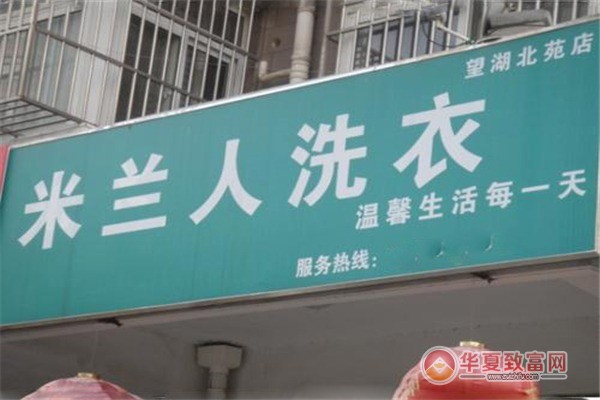 望湖北苑店
米兰人洗衣
温馨生活每一天
服务热线:
华夏致富网